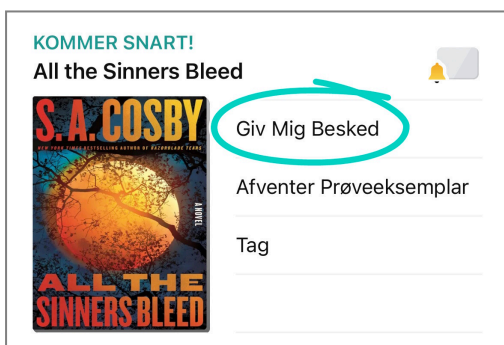 KOMMER SNART!
All the Sinners Bleed
S.A. COSBY
NEW YORK TIMES BESTSELLING AUTHOR OF RAZORBLADE TEARS
A NOVEL
ALL THE
SINNERS BLEED
Giv Mig Besked
Afventer Prøveeksemplar
Tag